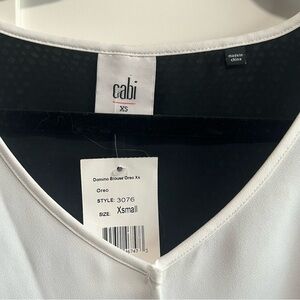 cabi
XS
made in
china
Domino Blouse Oreo Xs
Oreo
STYLE: 3076
SIZE: Xsmall